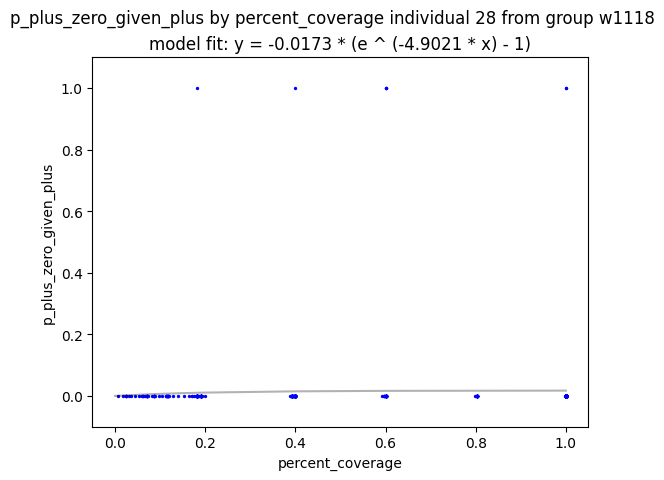 p_plus_zero_given_plus by percent_coverage individual 28 from group w1118
model fit: y = -0.0173 * (e ^ (-4.9021 * x) - 1)
1.0
0.8
0.6
0.4
0.2
0.0
p_plus_zero_given_plus
0.0 0.2 0.4 0.6 0.8 1.0
percent_coverage